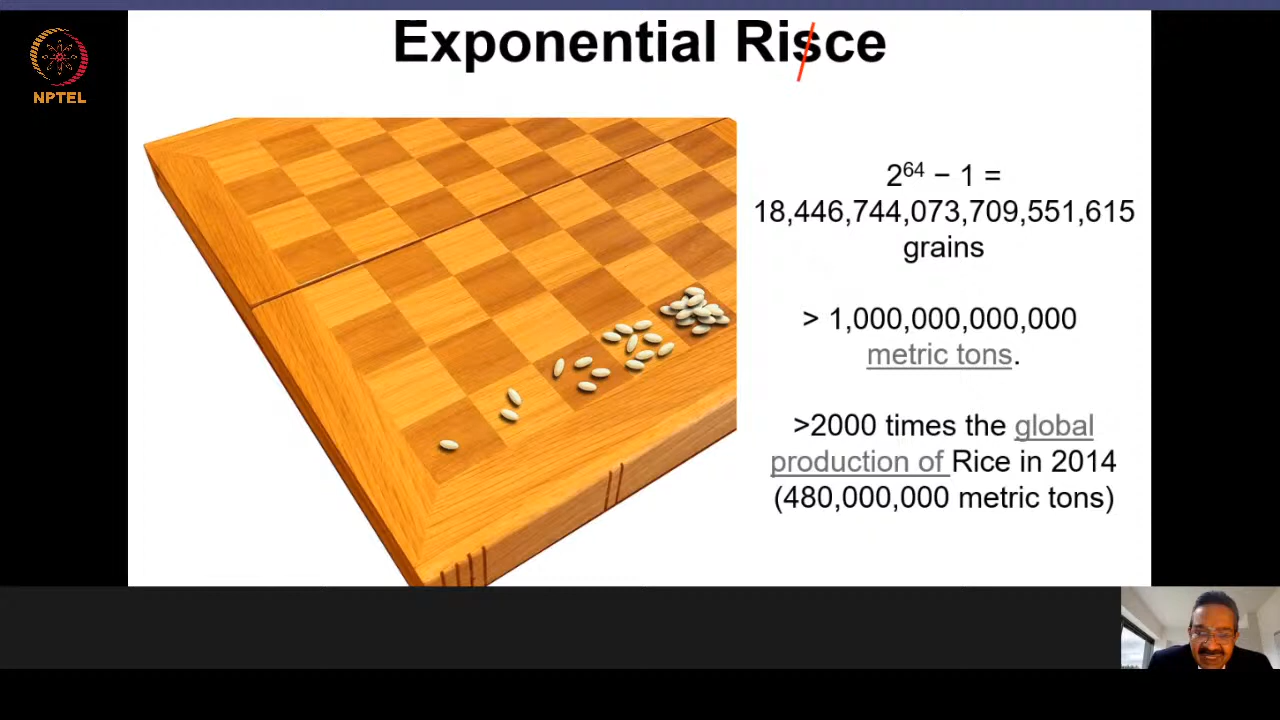 Exponential Risce
NPTEL
2⁶⁴ − 1 =
18,446,744,073,709,551,615
grains
> 1,000,000,000,000
metric tons.
>2000 times the global
production of Rice in 2014
(480,000,000 metric tons)